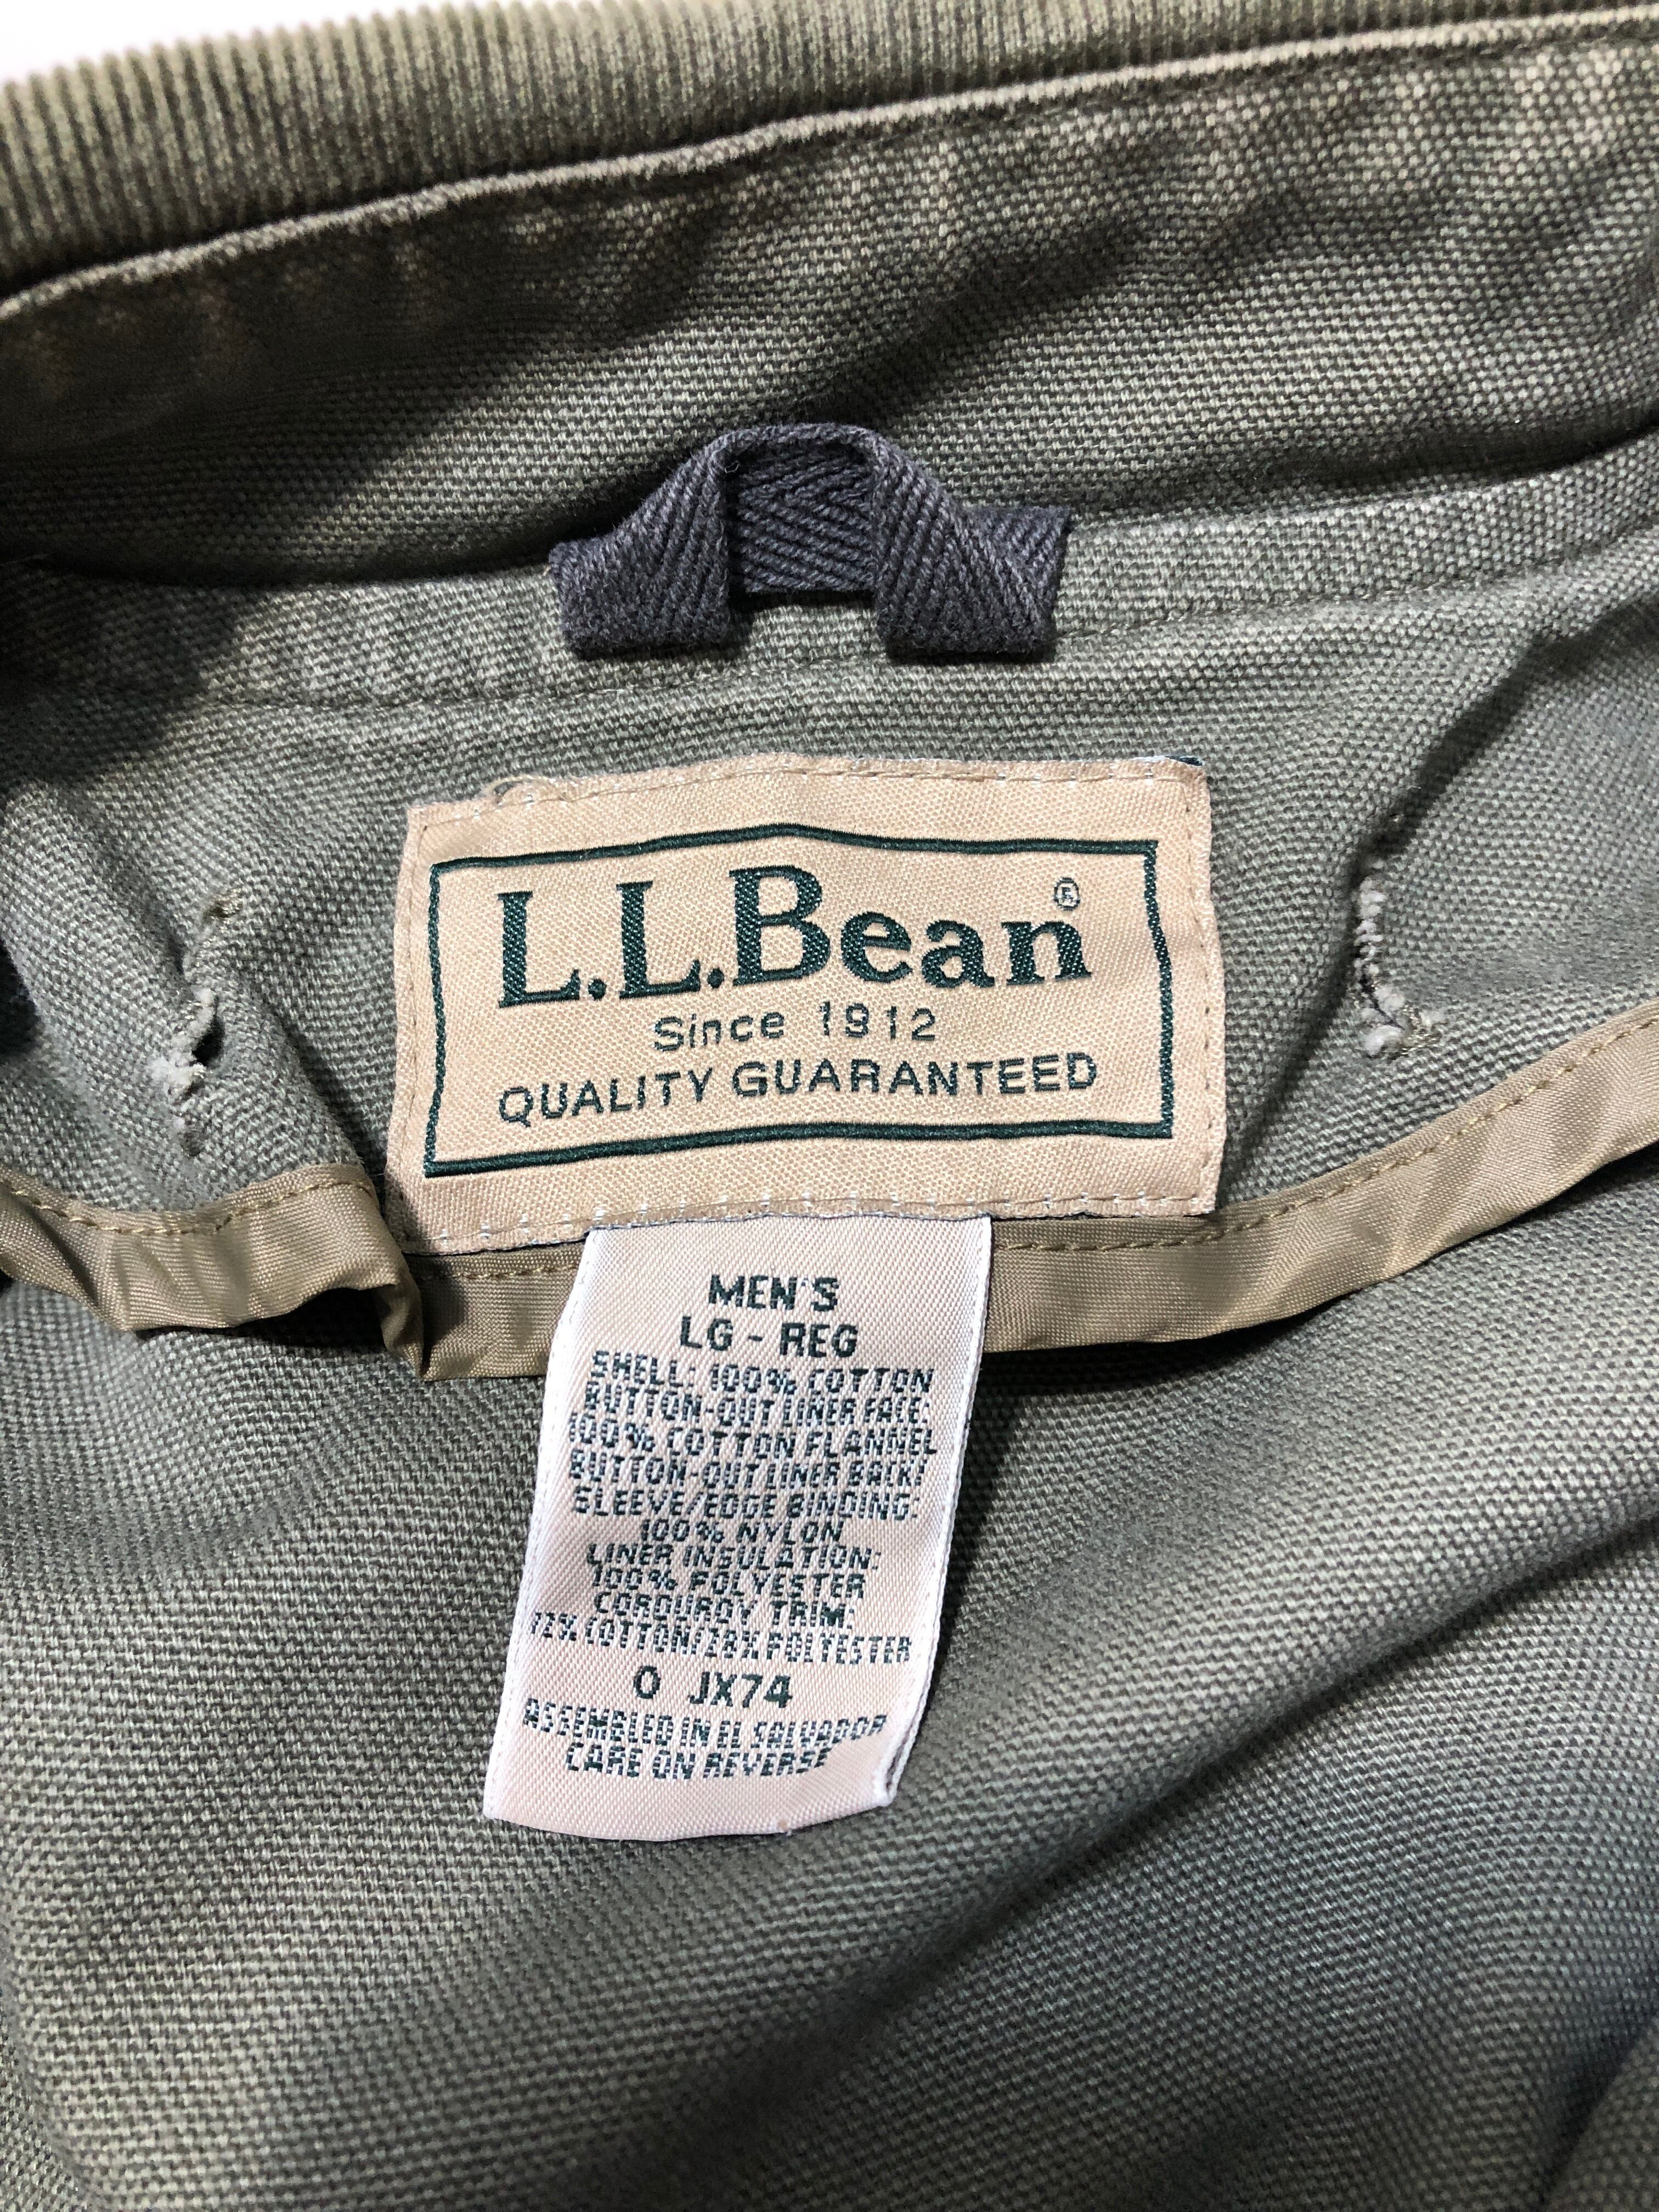 L.L.Bean®
Since 1912
QUALITY GUARANTEED
MEN'S
LG - REG
SHELL: 100% COTTON
BUTTON-OUT LINER FACE:
100% COTTON FLANNEL
BUTTON-OUT LINER BACK/
SLEEVE/EDGE BINDING:
100% NYLON
LINER INSULATION:
100% POLYESTER
CORDUROY TRIM:
72% COTTON/28% POLYESTER
0 JX74
ASSEMBLED IN EL SALVADOR
CARE ON REVERSE